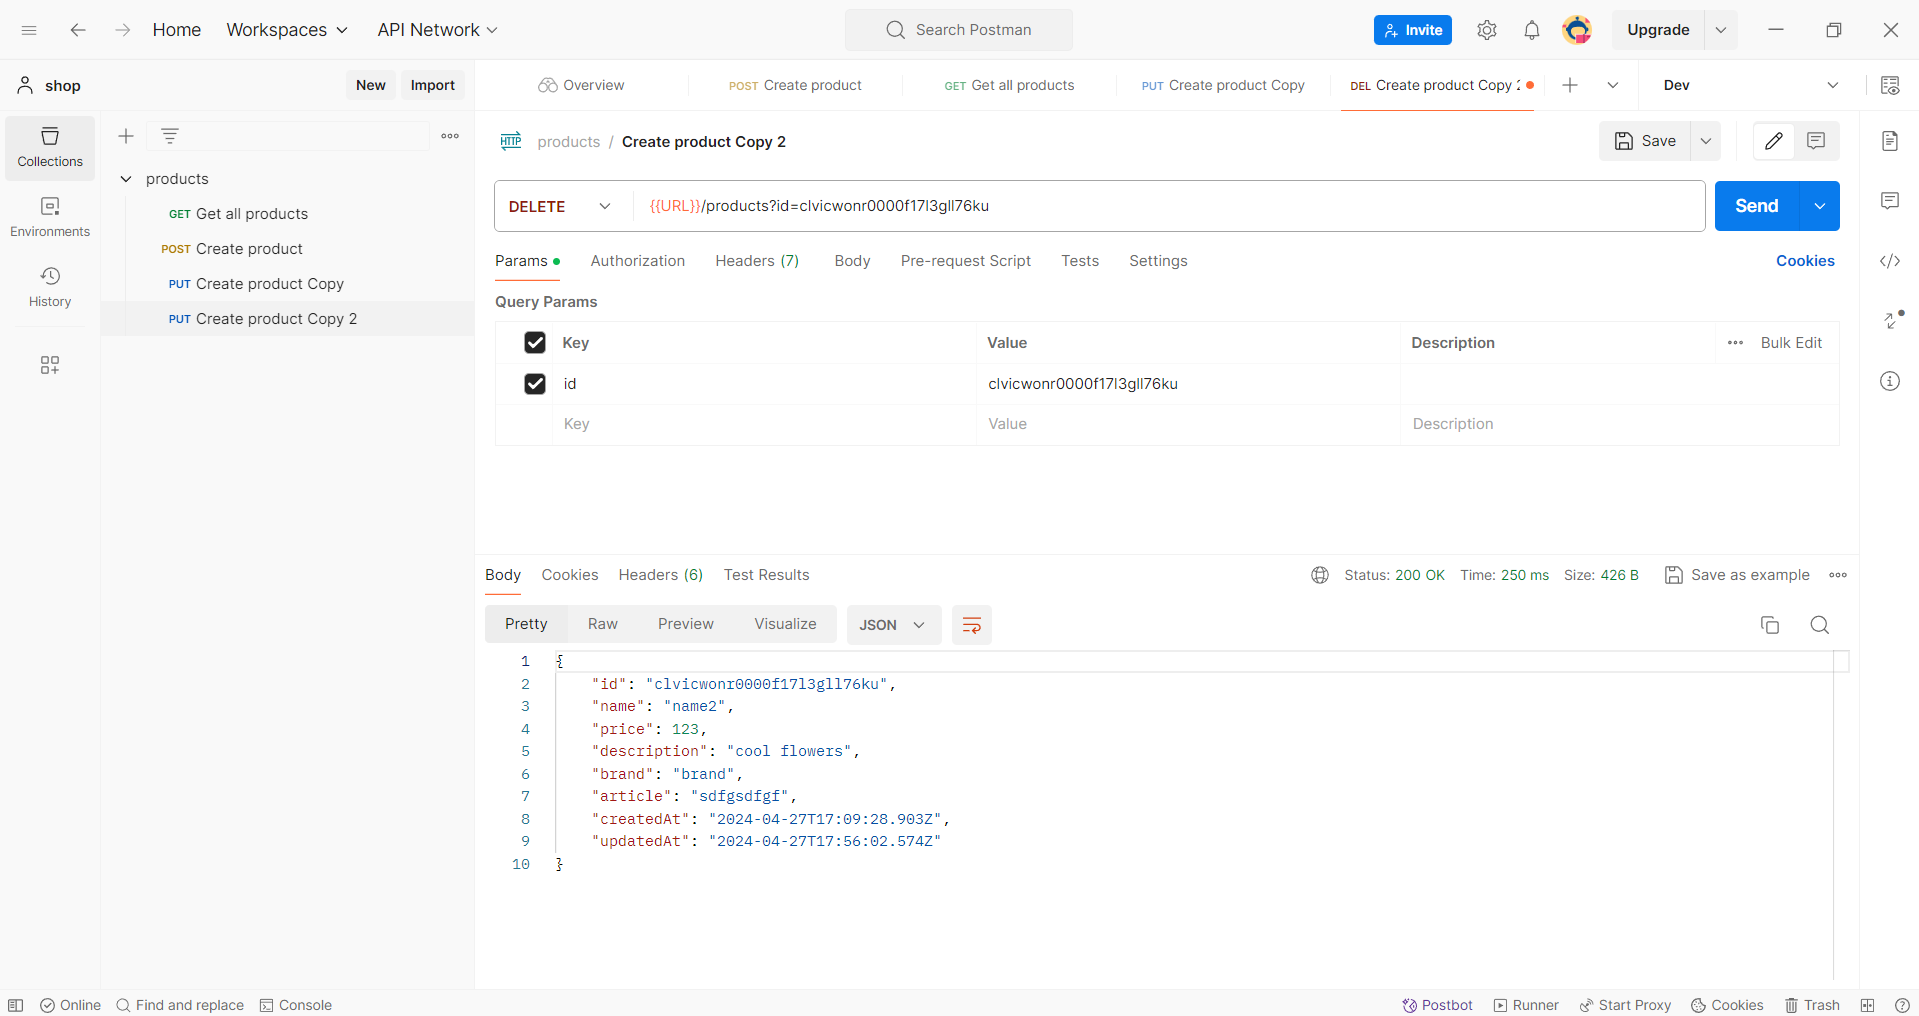 Home Workspaces API Network Search Postman Invite Upgrade
shop New Import Overview POST Create product GET Get all products PUT Create product Copy DEL Create product Copy 2 Dev
Collections
Environments
History
products
GET Get all products
POST Create product
PUT Create product Copy
PUT Create product Copy 2
HTTP products / Create product Copy 2 Save
DELETE {{URL}}/products?id=clvicwonr0000f17l3gll76ku Send
Params Authorization Headers (7) Body Pre-request Script Tests Settings Cookies
Query Params
Key Value Description Bulk Edit
id clvicwonr0000f17l3gll76ku
Key Value Description
Body Cookies Headers (6) Test Results Status: 200 OK Time: 250 ms Size: 426 B Save as example
Pretty Raw Preview Visualize JSON
1 {
2 "id": "clvicwonr0000f17l3gll76ku",
3 "name": "name2",
4 "price": 123,
5 "description": "cool flowers",
6 "brand": "brand",
7 "article": "sdfgsdfgf",
8 "createdAt": "2024-04-27T17:09:28.903Z",
9 "updatedAt": "2024-04-27T17:56:02.574Z"
10 }
Online Find and replace Console Postbot Runner Start Proxy Cookies Trash